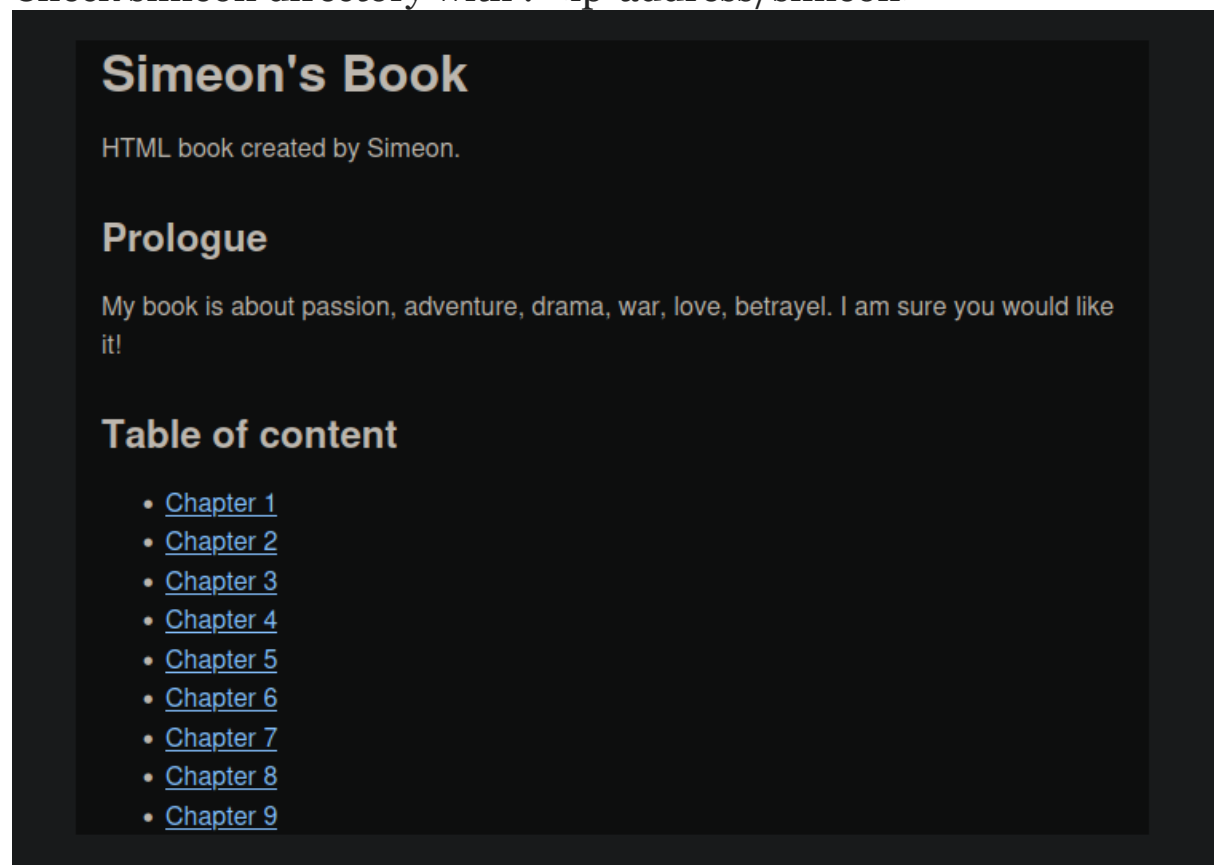 Simeon's Book
HTML book created by Simeon.
Prologue
My book is about passion, adventure, drama, war, love, betrayel. I am sure you would like
it!
Table of content
• Chapter 1
• Chapter 2
• Chapter 3
• Chapter 4
• Chapter 5
• Chapter 6
• Chapter 7
• Chapter 8
• Chapter 9